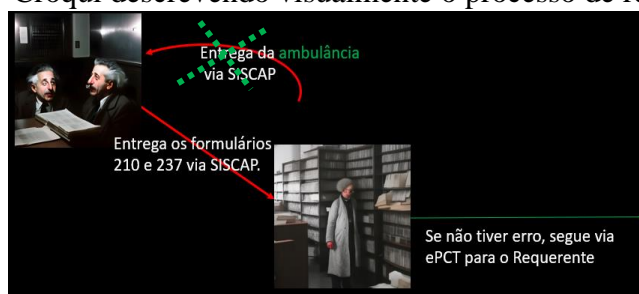 Croqui descrevendo visualmente o processo de
Entrega da ambulância
via SISCAP
Entrega os formulários
210 e 237 via SISCAP.
Se não tiver erro, segue via
ePCT para o Requerente